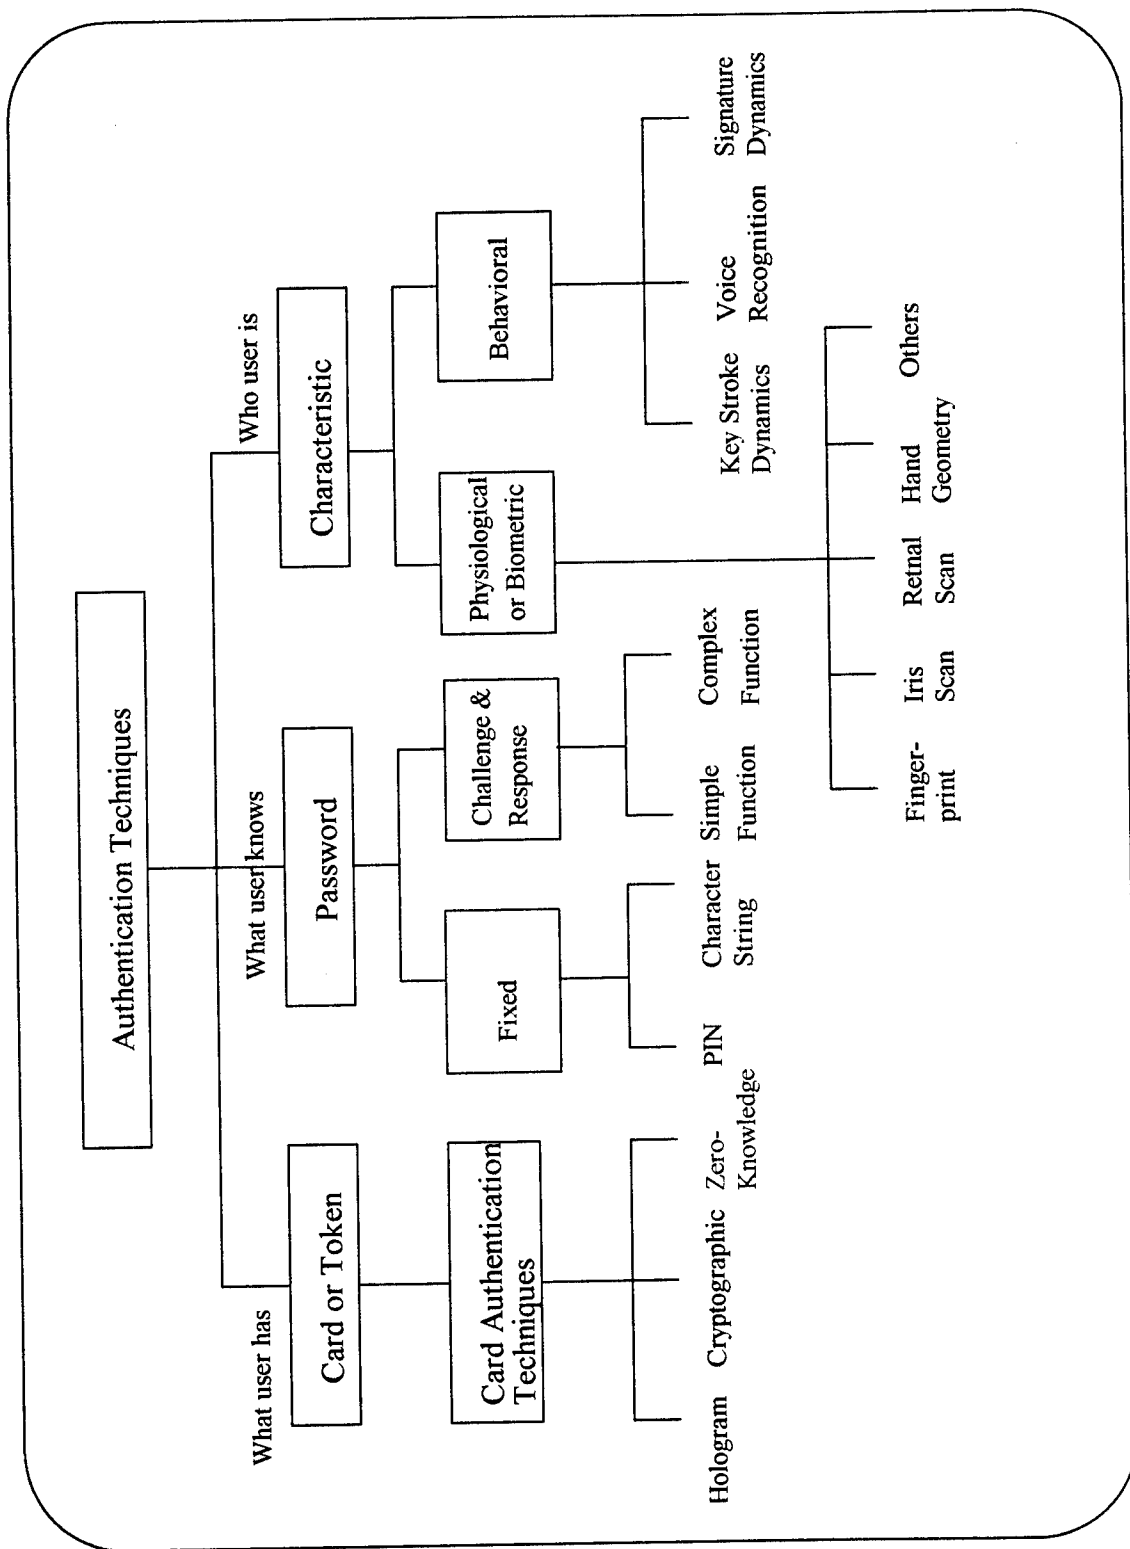 Authentication Techniques
What user has
What user knows
Who user is
Card or Token
Password
Characteristic
Card Authentication
Techniques
Fixed
Challenge &
Response
Physiological
or Biometric
Behavioral
Hologram
Cryptographic
Zero-
Knowledge
PIN
Character
String
Simple
Function
Complex
Function
Key Stroke
Dynamics
Voice
Recognition
Signature
Dynamics
Finger-
print
Iris
Scan
Retnal
Scan
Hand
Geometry
Others